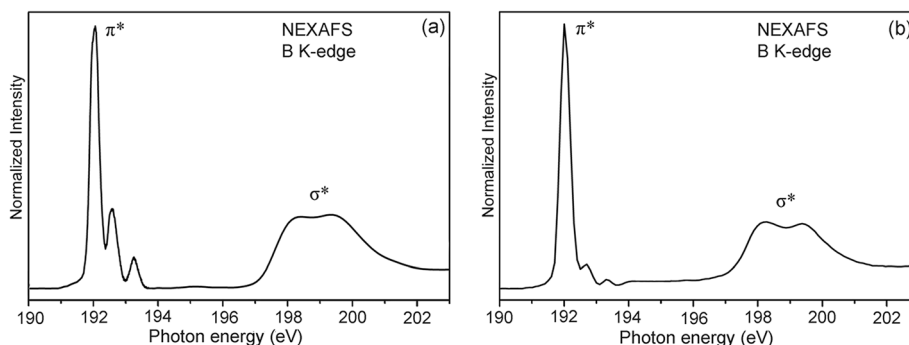 π*
NEXAFS
B K-edge
(a)
σ*
Normalized Intensity
190 192 194 196 198 200 202
Photon energy (eV)
π*
NEXAFS
B K-edge
(b)
σ*
Normalized Intensity
190 192 194 196 198 200 202
Photon energy (eV)